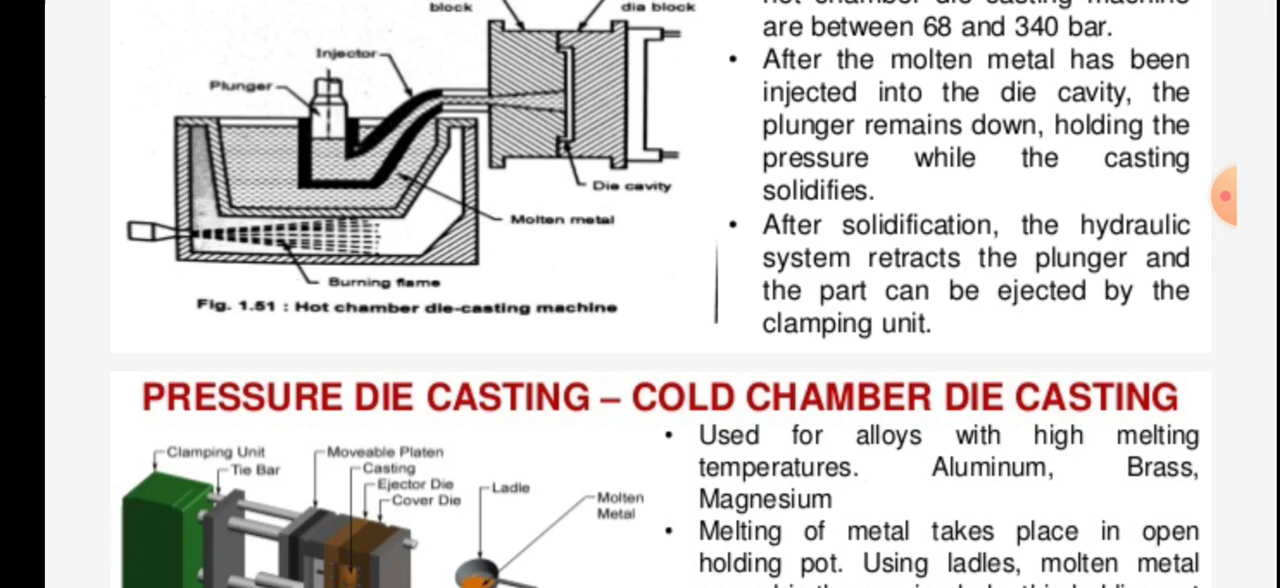 block
dia block
Injector
Plunger
Die cavity
Molten metal
Burning flame
Fig. 1.51 : Hot chamber die-casting machine
hot chamber die casting machine
are between 68 and 340 bar.
• After the molten metal has been
injected into the die cavity, the
plunger remains down, holding the
pressure while the casting
solidifies.
• After solidification, the hydraulic
system retracts the plunger and
the part can be ejected by the
clamping unit.
PRESSURE DIE CASTING – COLD CHAMBER DIE CASTING
Clamping Unit
Tie Bar
Moveable Platen
Casting
Ejector Die
Cover Die
Ladle
Molten
Metal
• Used for alloys with high melting
temperatures. Aluminum, Brass,
Magnesium
• Melting of metal takes place in open
holding pot. Using ladles, molten metal